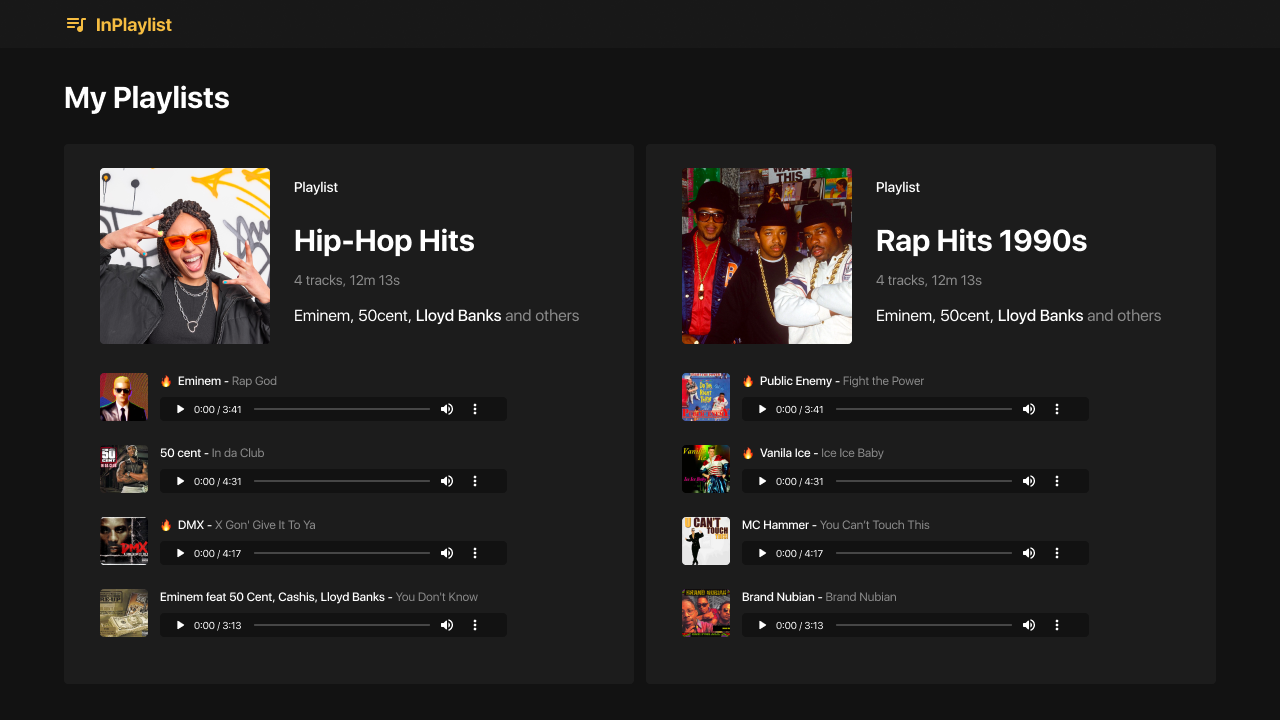 InPlaylist
My Playlists
Playlist
Hip-Hop Hits
4 tracks, 12m 13s
Eminem, 50cent, Lloyd Banks and others
🔥 Eminem - Rap God
0:00 / 3:41
50 cent - In da Club
0:00 / 4:31
🔥 DMX - X Gon' Give It To Ya
0:00 / 4:17
Eminem feat 50 Cent, Cashis, Lloyd Banks - You Don't Know
0:00 / 3:13
THIS
Playlist
Rap Hits 1990s
4 tracks, 12m 13s
Eminem, 50cent, Lloyd Banks and others
🔥 Public Enemy - Fight the Power
0:00 / 3:41
🔥 Vanila Ice - Ice Ice Baby
0:00 / 4:31
U CAN'T
TOUCH
THIS
MC Hammer - You Can't Touch This
0:00 / 4:17
Brand Nubian - Brand Nubian
0:00 / 3:13